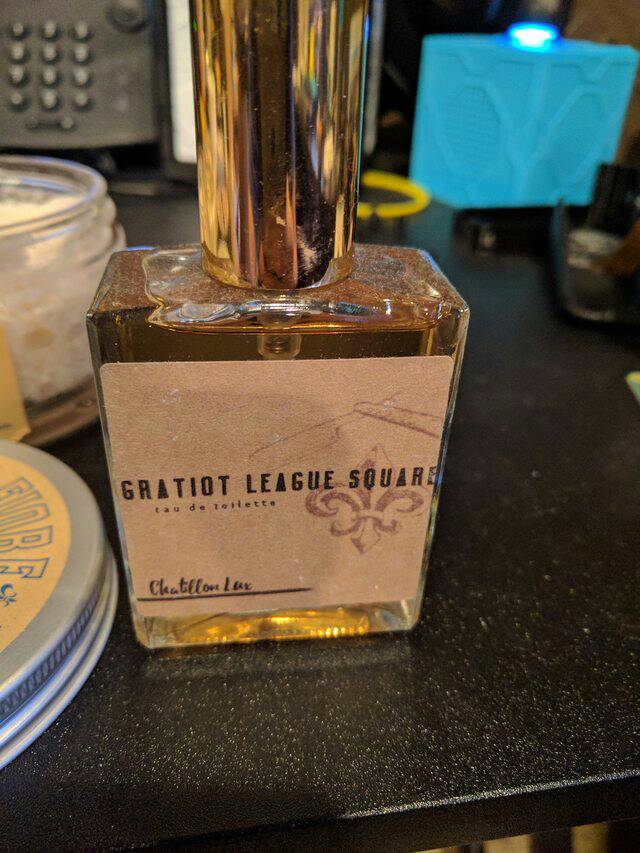 GRATIOT LEAGUE SQUARE
Eau de Toilette
Chatillon Lux